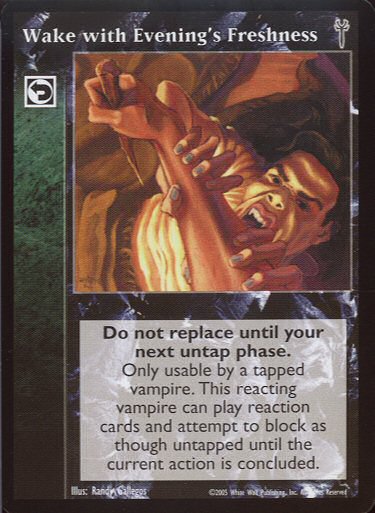 Wake with Evening's Freshness
Do not replace until your
next untap phase.
Only usable by a tapped
vampire. This reacting
vampire can play reaction
cards and attempt to block as
though untapped until the
current action is concluded.
Illus: Randy Gallegos
©2005 White Wolf Publishing, Inc. All Rights Reserved